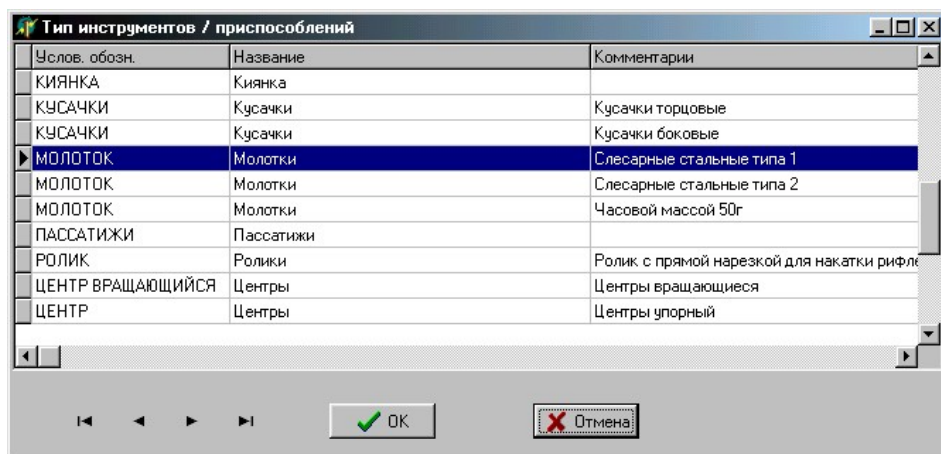 Тип инструментов / приспособлений
Услов. обозн. Название Комментарии
КИЯНКА Киянка
КУСАЧКИ Кусачки Кусачки торцовые
КУСАЧКИ Кусачки Кусачки боковые
МОЛОТОК Молотки Слесарные стальные типа 1
МОЛОТОК Молотки Слесарные стальные типа 2
МОЛОТОК Молотки Часовой массой 50г
ПАССАТИЖИ Пассатижи
РОЛИК Ролики Ролик с прямой нарезкой для накатки рифле
ЦЕНТР ВРАЩАЮЩИЙСЯ Центры Центры вращающиеся
ЦЕНТР Центры Центры упорный
OK Отмена